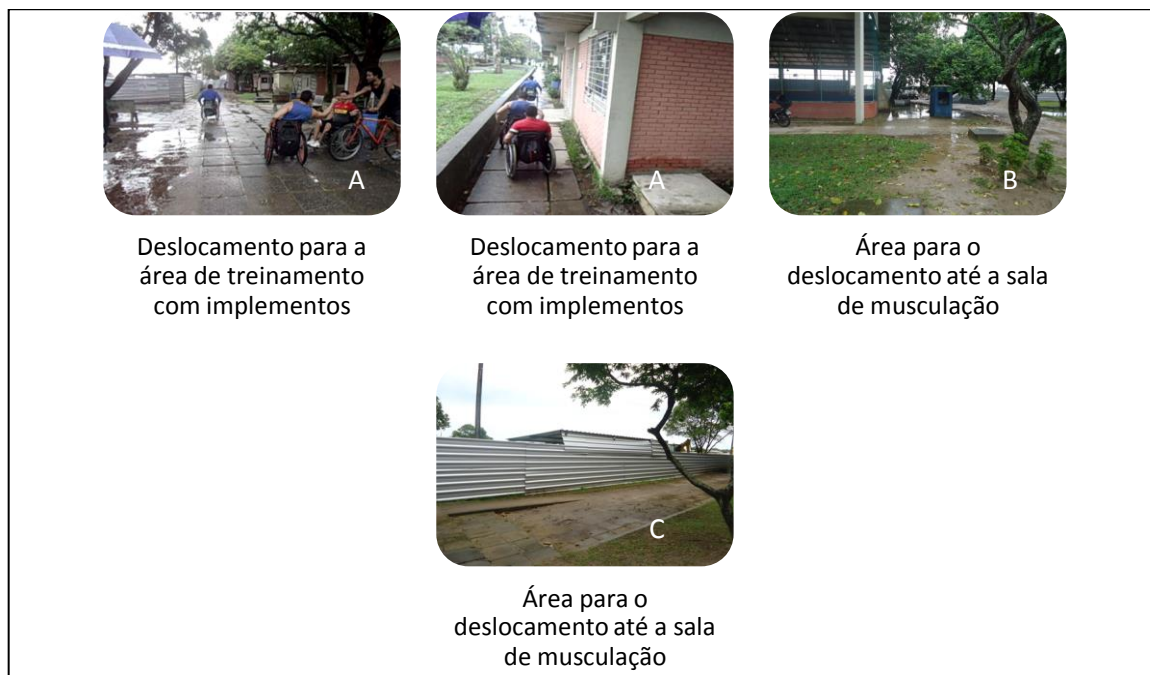 A
A
B
Deslocamento para a
área de treinamento
com implementos
Deslocamento para a
área de treinamento
com implementos
Área para o
deslocamento até a sala
de musculação
C
Área para o
deslocamento até a sala
de musculação